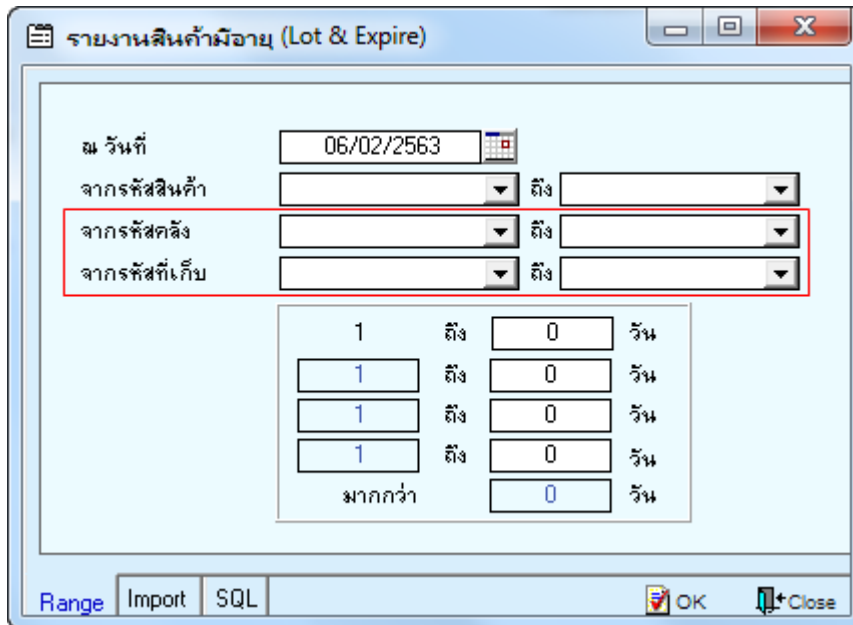 รายงานสินค้ามีอายุ (Lot & Expire)
ณ วันที่ 06/02/2563
จากรหัสสินค้า ถึง
จากรหัสคลัง ถึง
จากรหัสที่เก็บ ถึง
1 ถึง 0 วัน
1 ถึง 0 วัน
1 ถึง 0 วัน
1 ถึง 0 วัน
มากกว่า 0 วัน
Range Import SQL OK Close